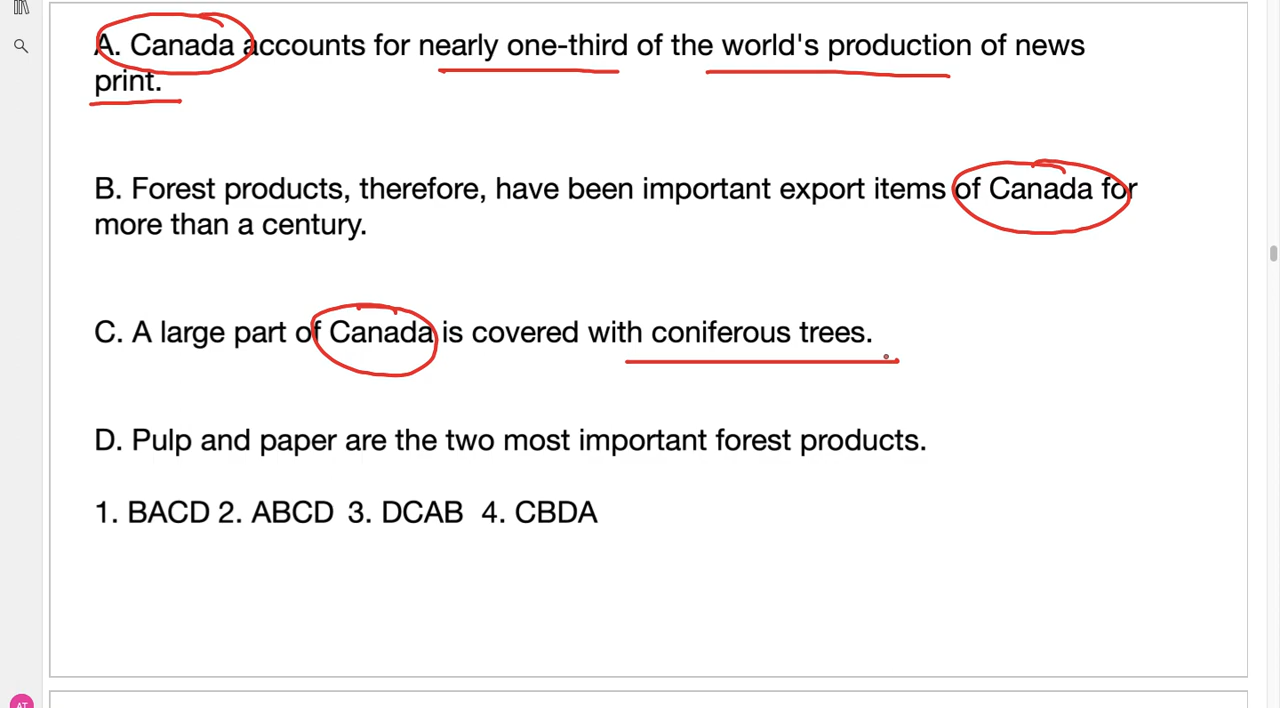 A. Canada accounts for nearly one-third of the world's production of news
print.
B. Forest products, therefore, have been important export items of Canada for
more than a century.
C. A large part of Canada is covered with coniferous trees.
D. Pulp and paper are the two most important forest products.
1. BACD 2. ABCD 3. DCAB 4. CBDA
AT